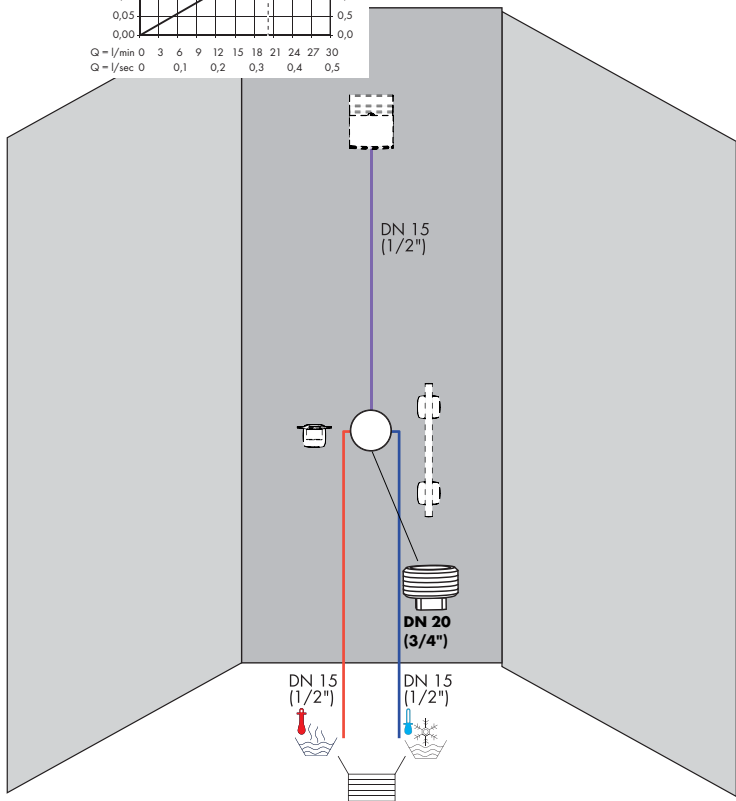 0,05 0,5
0,00 0,0
Q = l/min 0 3 6 9 12 15 18 21 24 27 30
Q = l/sec 0 0,1 0,2 0,3 0,4 0,5
DN 15
(1/2")
DN 20
(3/4")
DN 15
(1/2")
DN 15
(1/2")